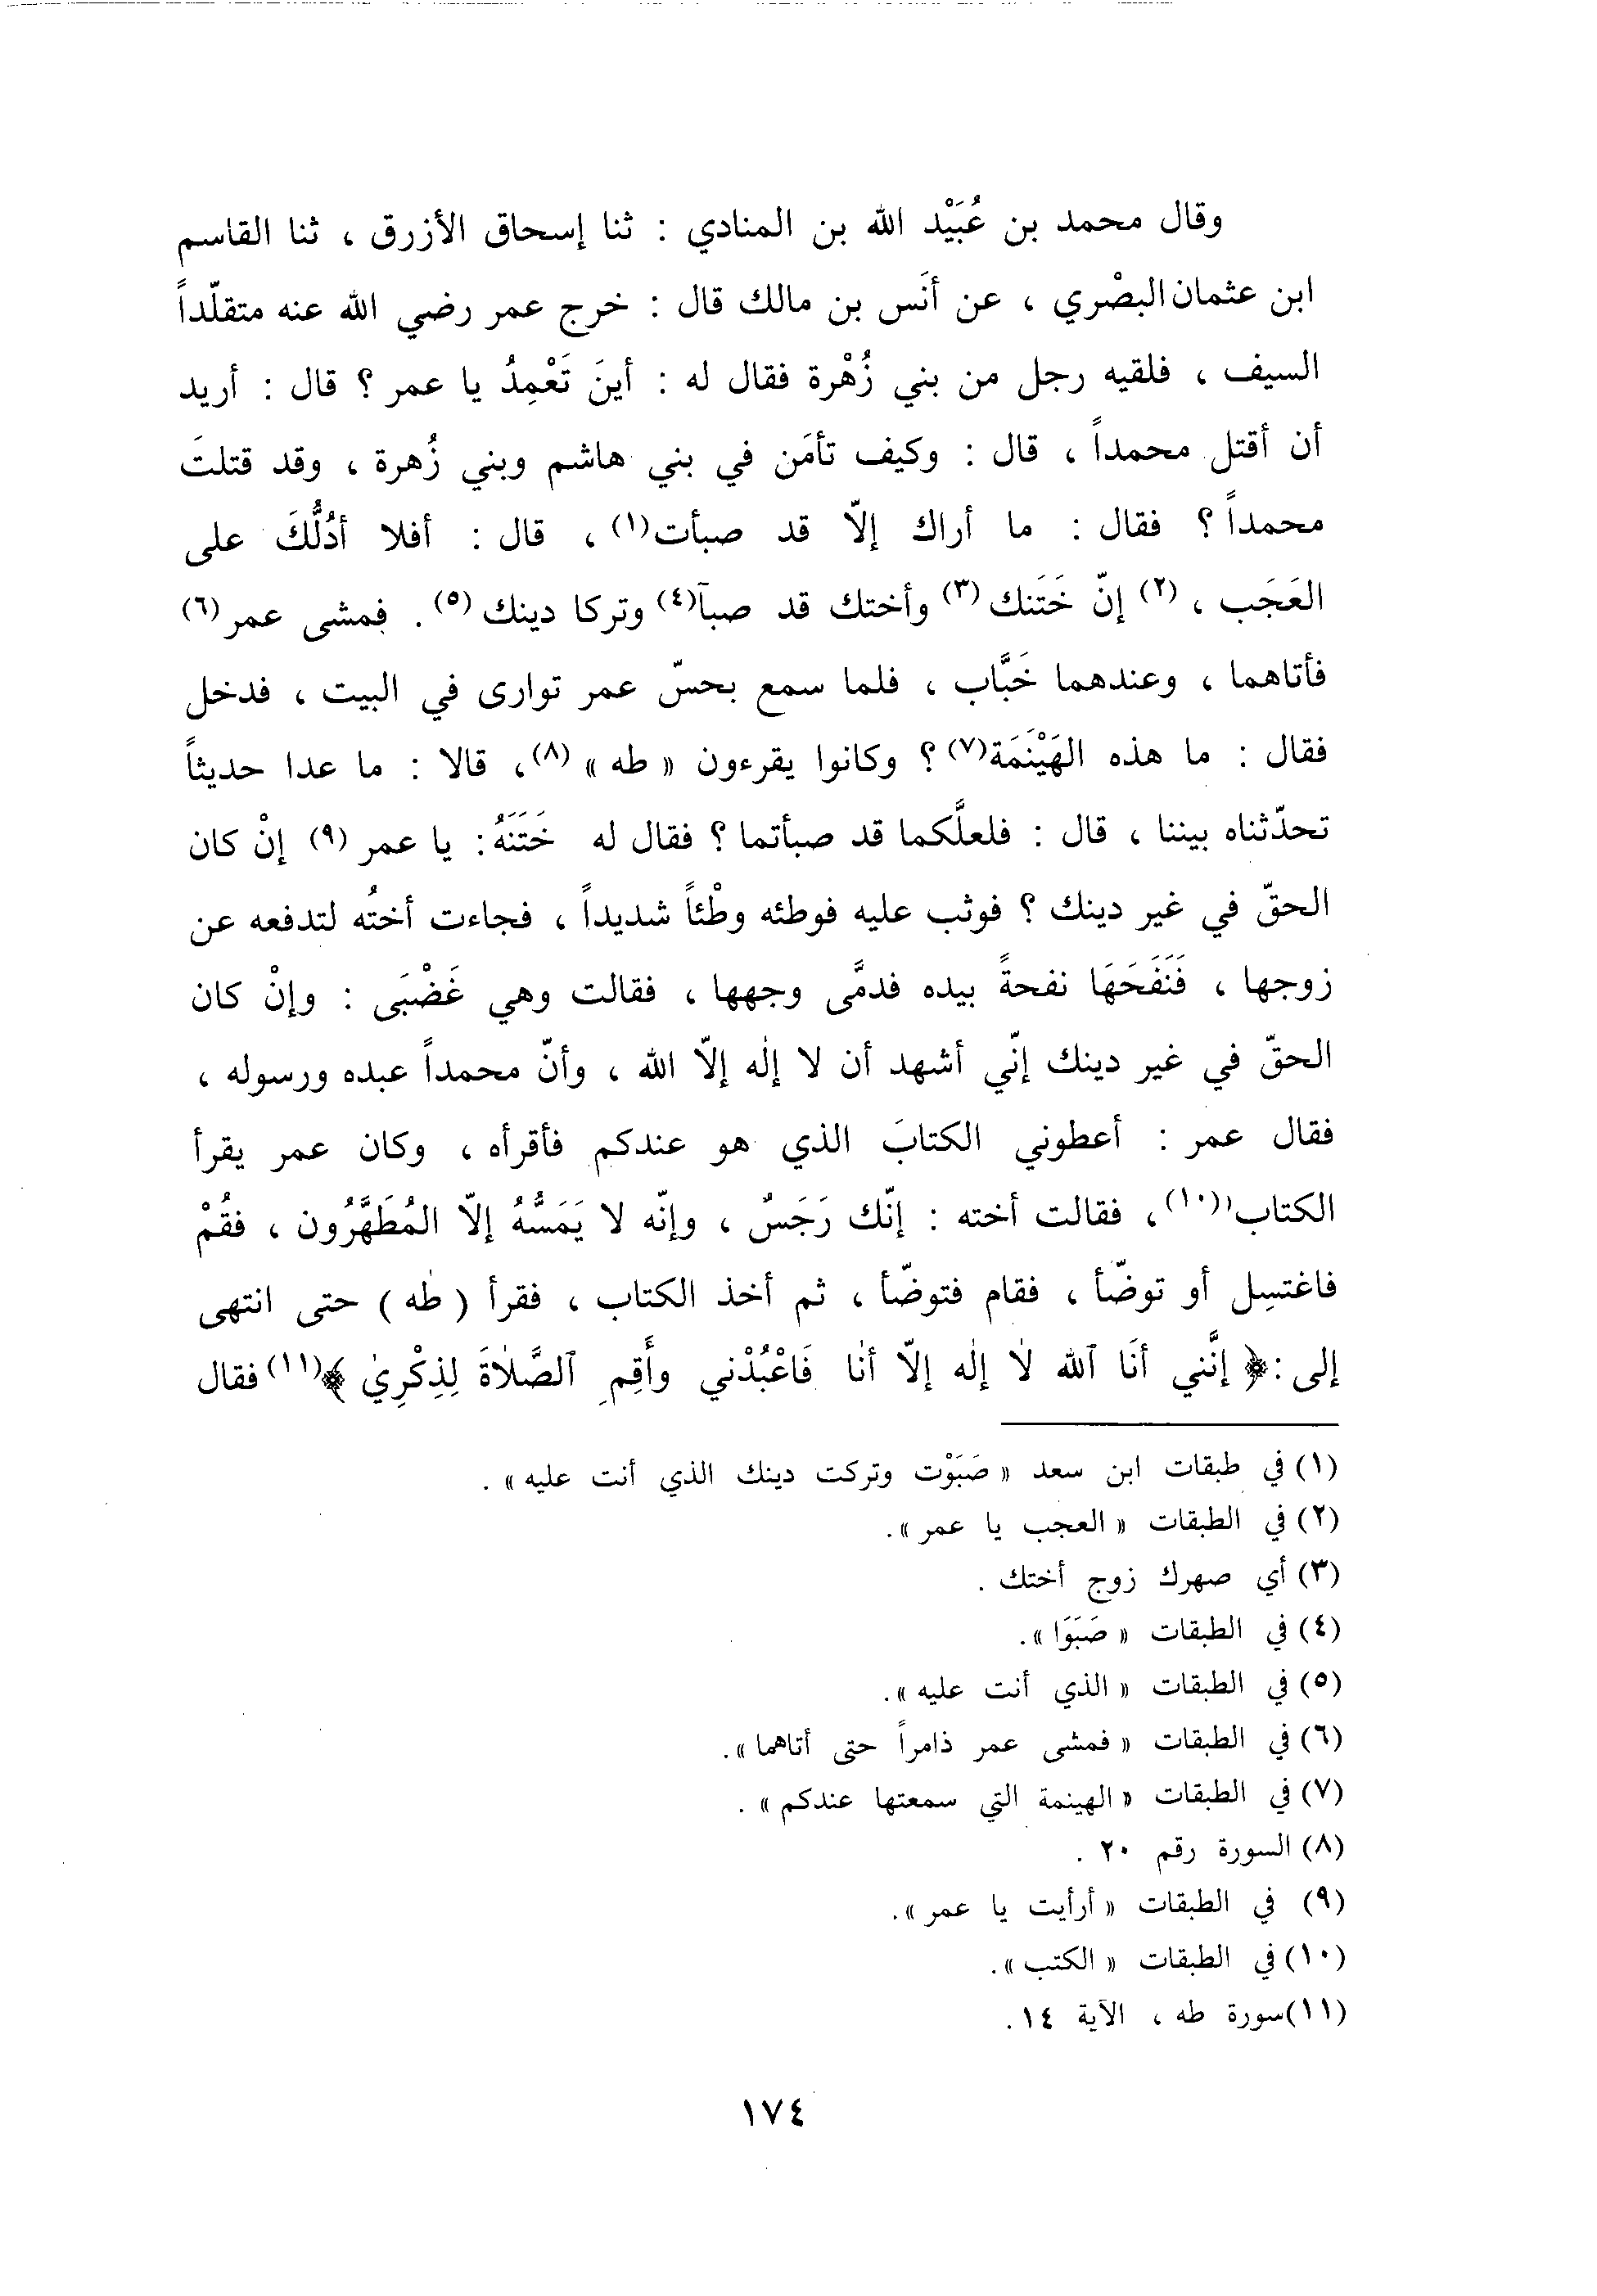 وقال محمد بن عُبَيْد الله بن المنادي : ثنا إسحاق الأزرق ، ثنا القاسم
ابن عثمان البصْري ، عن أنَس بن مالك قال : خرج عمر رضي الله عنه متقلّداً
السيف ، فلقيه رجل من بني زُهْرة فقال له : أينَ تَعْمِدُ يا عمر ؟ قال : أريد
أن أقتل محمداً ، قال : وكيف تأمَن في بني هاشم وبني زُهرة ، وقد قتلتَ
محمداً ؟ فقال : ما أراك إلاّ قد صبأت(١) ، قال : أفلا أدُلُّكَ على
العَجَب ، (٢) إنّ خَتَنك (٣) وأختك قد صبآ(٤) وتركا دينك (٥) . فمشى عمر (٦)
فأتاهما ، وعندهما خَبَّاب ، فلما سمع بحسّ عمر توارى في البيت ، فدخل
فقال : ما هذه الهَيْنَمَة(٧) ؟ وكانوا يقرءون « طه » (٨)، قالا : ما عدا حديثاً
تحدّثناه بيننا ، قال : فلعلَّكما قد صبأتما ؟ فقال له خَتَنَهُ : يا عمر (٩) إنْ كان
الحقّ في غير دينك ؟ فوثب عليه فوطئه وطْئاً شديداً ، فجاءت أختُه لتدفعه عن
زوجها ، فَنَفَحَهَا نفحةً بيده فدمَّى وجهها ، فقالت وهي غَضْبَى : وإنْ كان
الحقّ في غير دينك إنّي أشهد أن لا إلٰه إلاّ الله ، وأنّ محمداً عبده ورسوله ،
فقال عمر : أعطوني الكتابَ الذي هو عندكم فأقرأه ، وكان عمر يقرأ
الكتاب(١٠)، فقالت أخته : إنّك رَجَسٌ ، وإنّه لا يَمَسُّهُ إلاّ المُطَهَّرُون ، فقُمْ
فاغتسِل أو توضّأ ، فقام فتوضّأ ، ثم أخذ الكتاب ، فقرأ ( طٰه ) حتى انتهى
إلى :﴿ إنَّني أنَا ٱلله لٰا إلٰه إلاّ أنٰا فَاعْبُدْني وأَقِمِ ٱلصَّلاٰةَ لِذِكْرِيٰ ﴾(١١) فقال
(١) في طبقات ابن سعد « صَبَوْت وتركت دينك الذي أنت عليه » .
(٢) في الطبقات « العجب يا عمر ».
(٣) أي صهرك زوج أختك .
(٤) في الطبقات « صَبَوَا ».
(٥) في الطبقات « الذي أنت عليه ».
(٦) في الطبقات « فمشى عمر ذامراً حتى أتاهما ».
(٧) في الطبقات « الهينمة التي سمعتها عندكم » .
(٨) السورة رقم ٢٠ .
(٩) في الطبقات « أرأيت يا عمر ».
(١٠) في الطبقات « الكتب ».
(١١)سورة طه ، الآية ١٤.
١٧٤